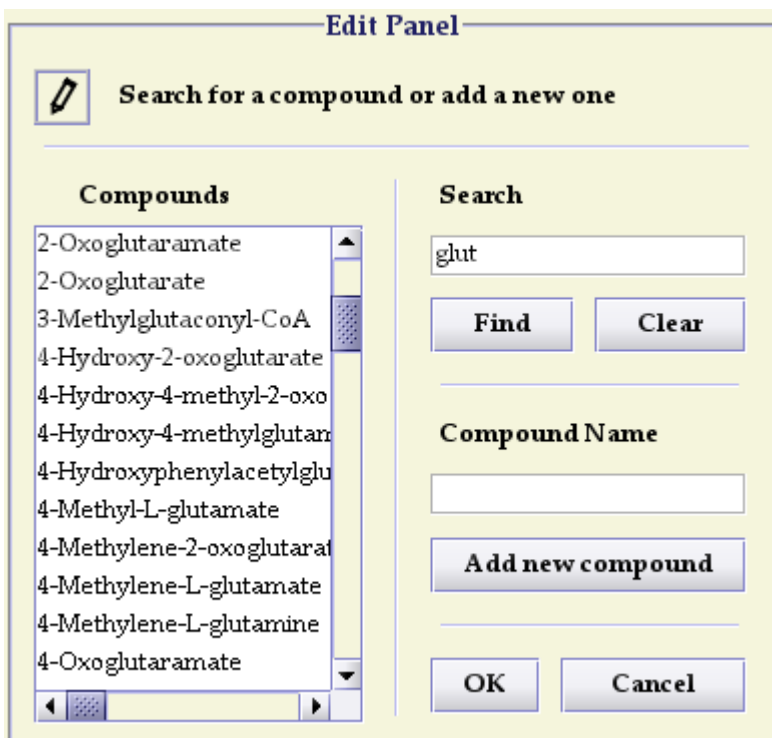 Edit Panel
Search for a compound or add a new one
Compounds
2-Oxoglutaramate
2-Oxoglutarate
3-Methylglutaconyl-CoA
4-Hydroxy-2-oxoglutarate
4-Hydroxy-4-methyl-2-oxo
4-Hydroxy-4-methylglutam
4-Hydroxyphenylacetylglu
4-Methyl-L-glutamate
4-Methylene-2-oxoglutarat
4-Methylene-L-glutamate
4-Methylene-L-glutamine
4-Oxoglutaramate
Search
glut
Find Clear
Compound Name
Add new compound
OK Cancel